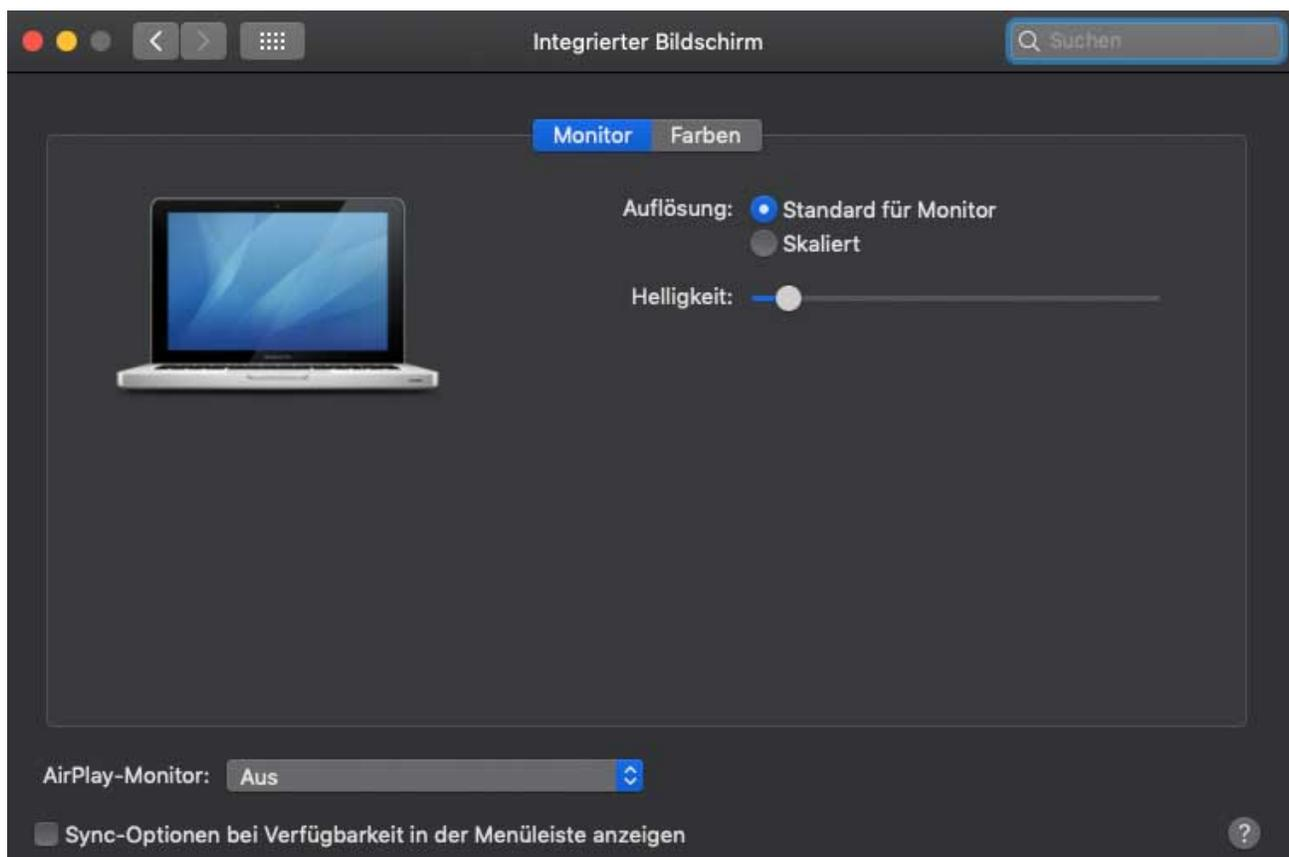 Integrierter Bildschirm
Suchen
Monitor Farben
Auflösung: Standard für Monitor
Skaliert
Helligkeit:
AirPlay-Monitor: Aus
Sync-Optionen bei Verfügbarkeit in der Menüleiste anzeigen
?